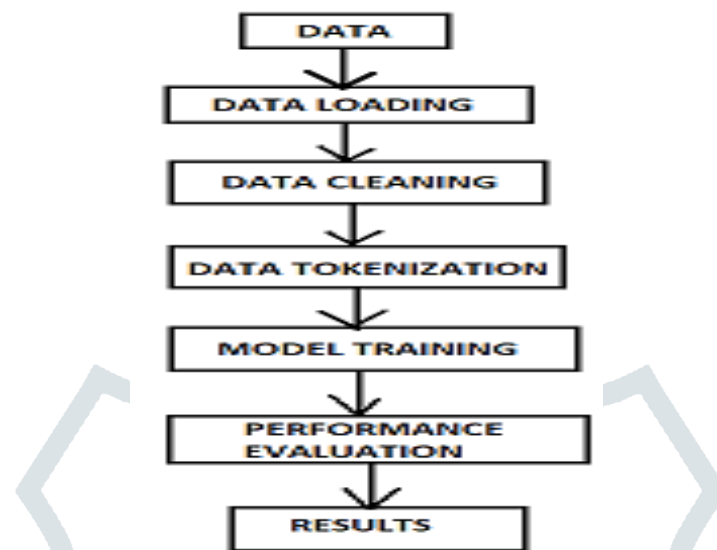 DATA
DATA LOADING
DATA CLEANING
DATA TOKENIZATION
MODEL TRAINING
PERFORMANCE
EVALUATION
RESULTS